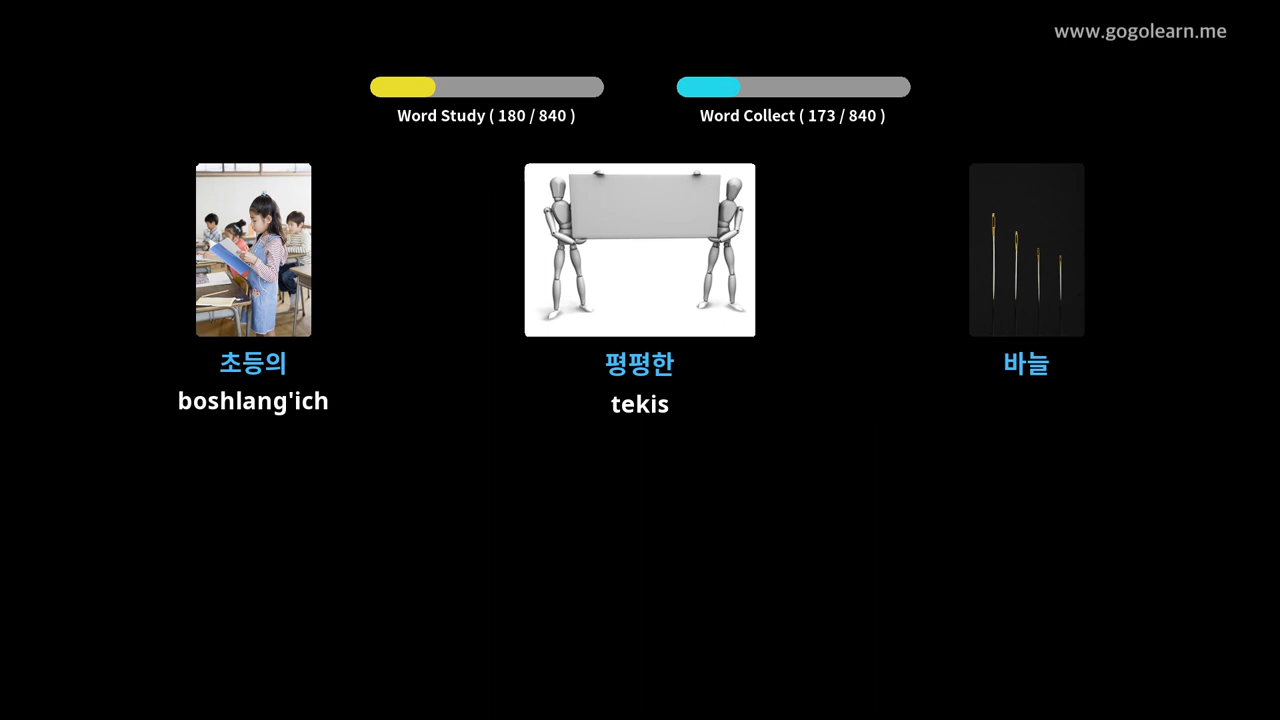 www.gogolearn.me
Word Study ( 180 / 840 )
Word Collect ( 173 / 840 )
초등의
boshlang'ich
평평한
tekis
바늘